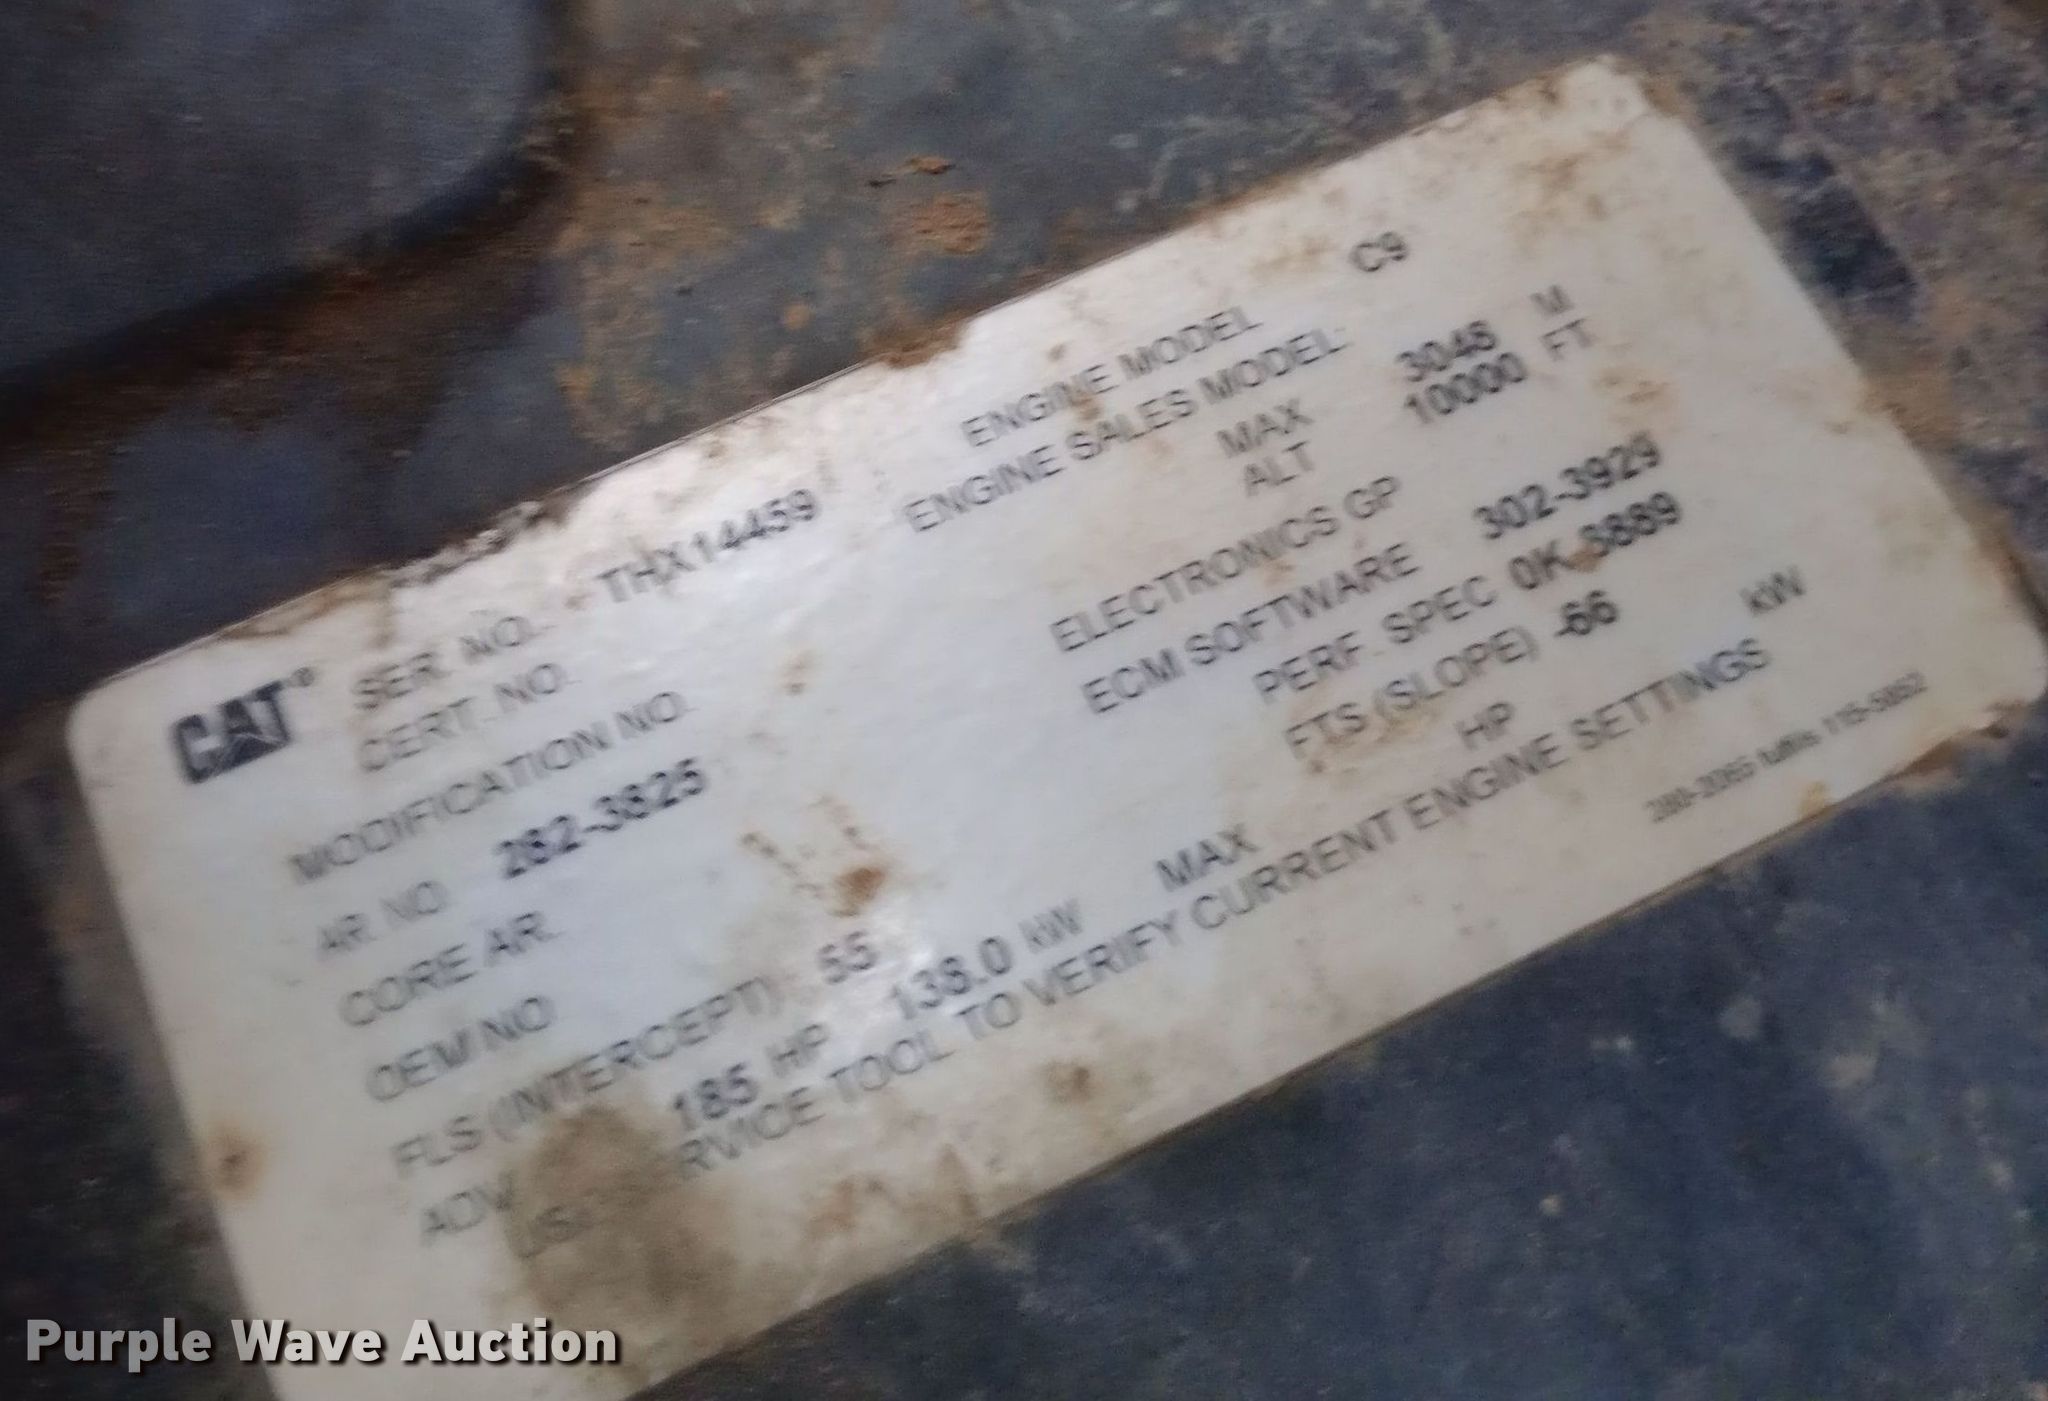 CAT® SER. NO. THX14459 ENGINE MODEL C9
CERT. NO. ENGINE SALES MODEL:
MODIFICATION NO. MAX ALT 3048 M 10000 FT
AR NO. 282-3825 ELECTRONICS GP
CORE AR. ECM SOFTWARE 302-3929
OEM NO PERF. SPEC 0K-3889
FLS (INTERCEPT) 55 FTS (SLOPE) -66
ADV 185 HP 138.0 kW MAX HP kW
TOOL TO VERIFY CURRENT ENGINE SETTINGS
Purple Wave Auction